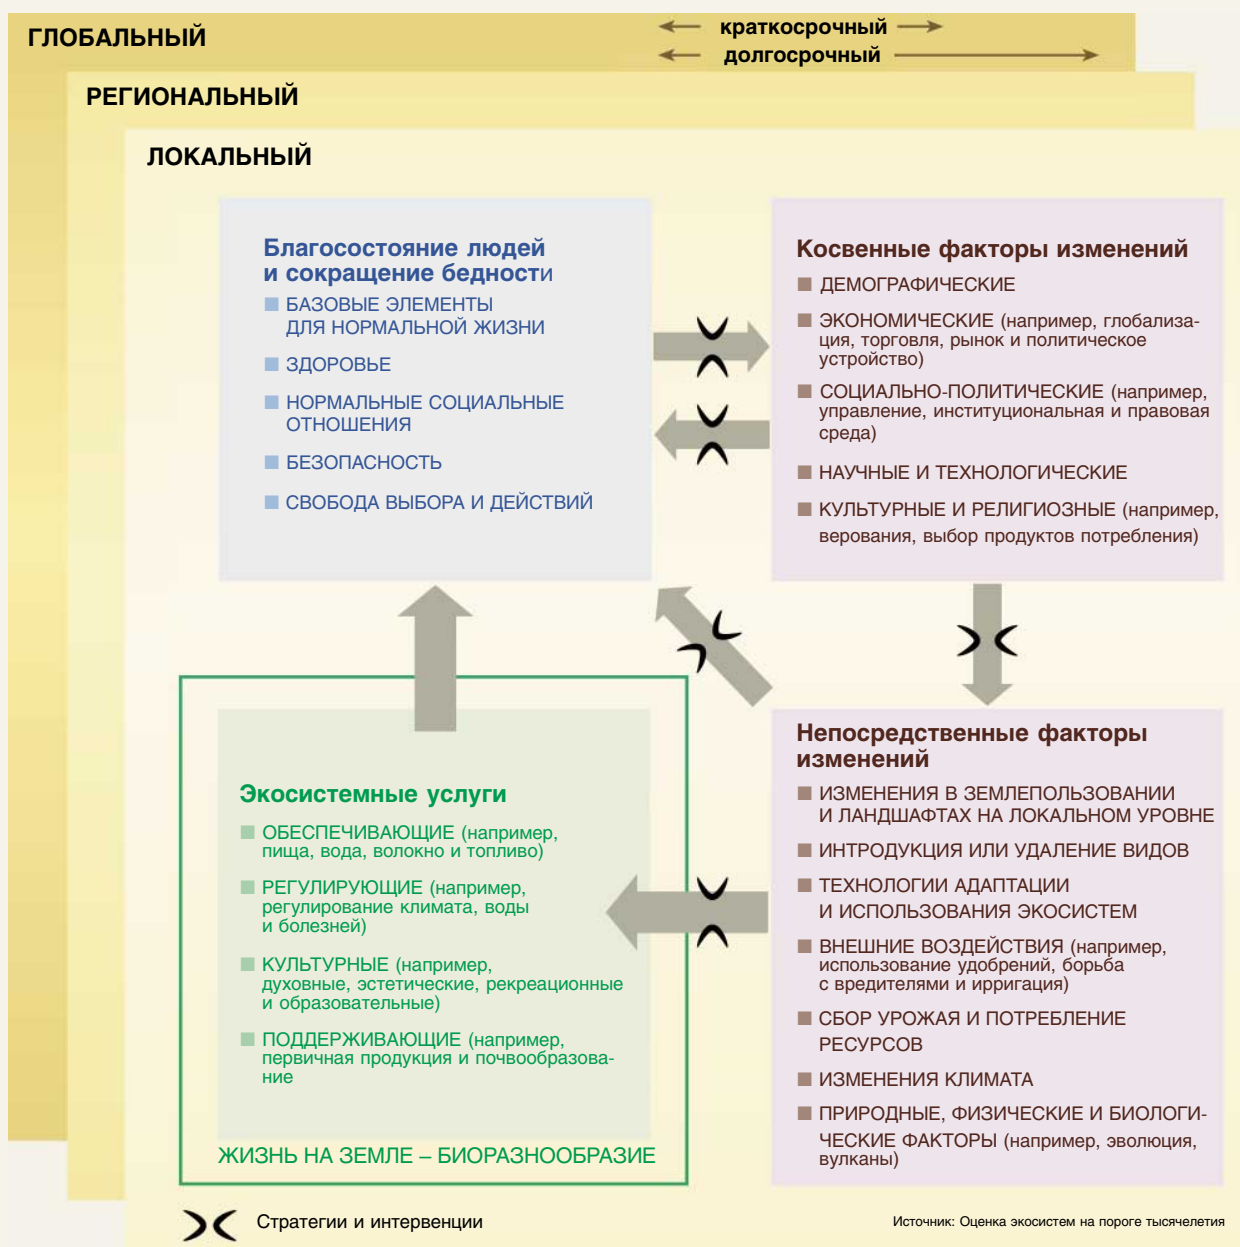 ГЛОБАЛЬНЫЙ
краткосрочный
долгосрочный
РЕГИОНАЛЬНЫЙ
ЛОКАЛЬНЫЙ
Благосостояние людей
и сокращение бедности
БАЗОВЫЕ ЭЛЕМЕНТЫ
ДЛЯ НОРМАЛЬНОЙ ЖИЗНИ
ЗДОРОВЬЕ
НОРМАЛЬНЫЕ СОЦИАЛЬНЫЕ
ОТНОШЕНИЯ
БЕЗОПАСНОСТЬ
СВОБОДА ВЫБОРА И ДЕЙСТВИЙ
Косвенные факторы изменений
ДЕМОГРАФИЧЕСКИЕ
ЭКОНОМИЧЕСКИЕ (например, глобализа-
ция, торговля, рынок и политическое
устройство)
СОЦИАЛЬНО-ПОЛИТИЧЕСКИЕ (например,
управление, институциональная и правовая
среда)
НАУЧНЫЕ И ТЕХНОЛОГИЧЕСКИЕ
КУЛЬТУРНЫЕ И РЕЛИГИОЗНЫЕ (например,
верования, выбор продуктов потребления)
Экосистемные услуги
ОБЕСПЕЧИВАЮЩИЕ (например,
пища, вода, волокно и топливо)
РЕГУЛИРУЮЩИЕ (например,
регулирование климата, воды
и болезней)
КУЛЬТУРНЫЕ (например,
духовные, эстетические, рекреационные
и образовательные)
ПОДДЕРЖИВАЮЩИЕ (например,
первичная продукция и почвообразова-
ние
ЖИЗНЬ НА ЗЕМЛЕ – БИОРАЗНООБРАЗИЕ
Непосредственные факторы
изменений
ИЗМЕНЕНИЯ В ЗЕМЛЕПОЛЬЗОВАНИИ
И ЛАНДШАФТАХ НА ЛОКАЛЬНОМ УРОВНЕ
ИНТРОДУКЦИЯ ИЛИ УДАЛЕНИЕ ВИДОВ
ТЕХНОЛОГИИ АДАПТАЦИИ
И ИСПОЛЬЗОВАНИЯ ЭКОСИСТЕМ
ВНЕШНИЕ ВОЗДЕЙСТВИЯ (например,
использование удобрений, борьба
с вредителями и ирригация)
СБОР УРОЖАЯ И ПОТРЕБЛЕНИЕ
РЕСУРСОВ
ИЗМЕНЕНИЯ КЛИМАТА
ПРИРОДНЫЕ, ФИЗИЧЕСКИЕ И БИОЛОГИ-
ЧЕСКИЕ ФАКТОРЫ (например, эволюция,
вулканы)
Стратегии и интервенции
Источник: Оценка экосистем на пороге тысячелетия